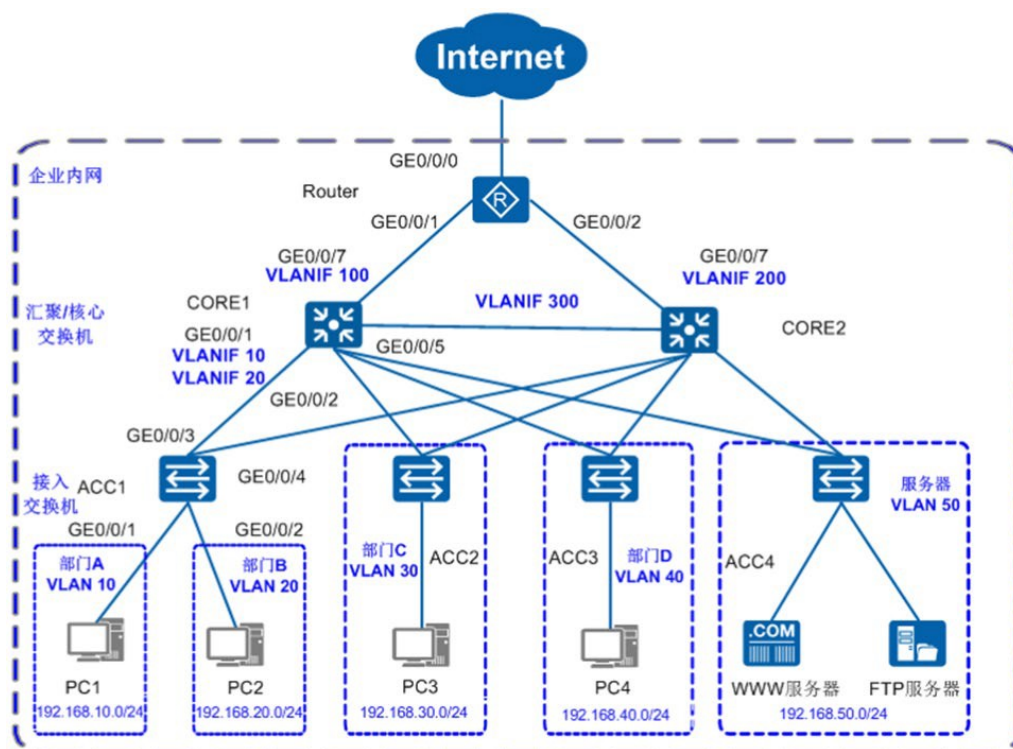 Internet
企业内网
GE0/0/0
Router
GE0/0/1
GE0/0/2
GE0/0/7
VLANIF 100
GE0/0/7
VLANIF 200
汇聚/核心
交换机
CORE1
VLANIF 300
CORE2
GE0/0/1
VLANIF 10
VLANIF 20
GE0/0/5
GE0/0/2
GE0/0/3
接入
交换机
ACC1
GE0/0/4
GE0/0/1
GE0/0/2
服务器
VLAN 50
部门A
VLAN 10
部门B
VLAN 20
部门C
VLAN 30
ACC2
ACC3
部门D
VLAN 40
ACC4
.COM
PC1
PC2
PC3
PC4
WWW服务器
FTP服务器
192.168.10.0/24
192.168.20.0/24
192.168.30.0/24
192.168.40.0/24
192.168.50.0/24
R